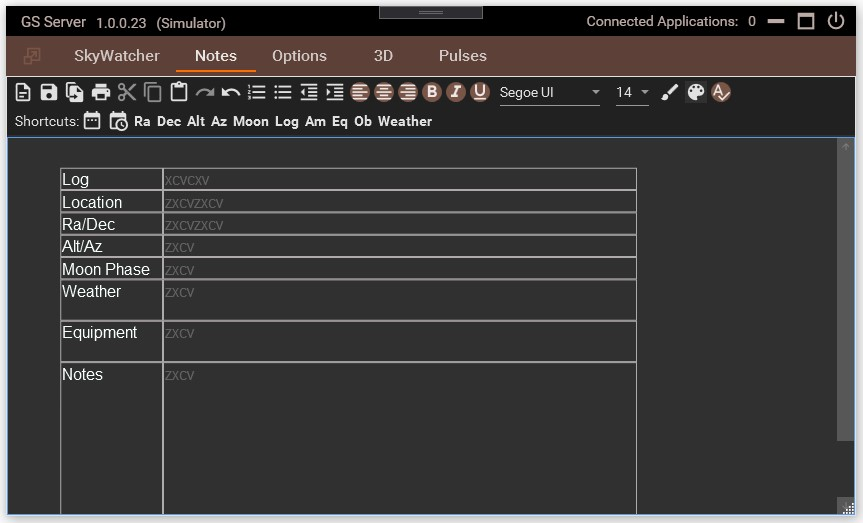 GS Server 1.0.0.23 (Simulator) Connected Applications: 0
SkyWatcher Notes Options 3D Pulses
B I U Segoe UI 14
Shortcuts: Ra Dec Alt Az Moon Log Am Eq Ob Weather
Log xcvcxv
Location zxcvzxcv
Ra/Dec zxcvzxcv
Alt/Az zxcv
Moon Phase zxcv
Weather zxcv
Equipment zxcv
Notes zxcv